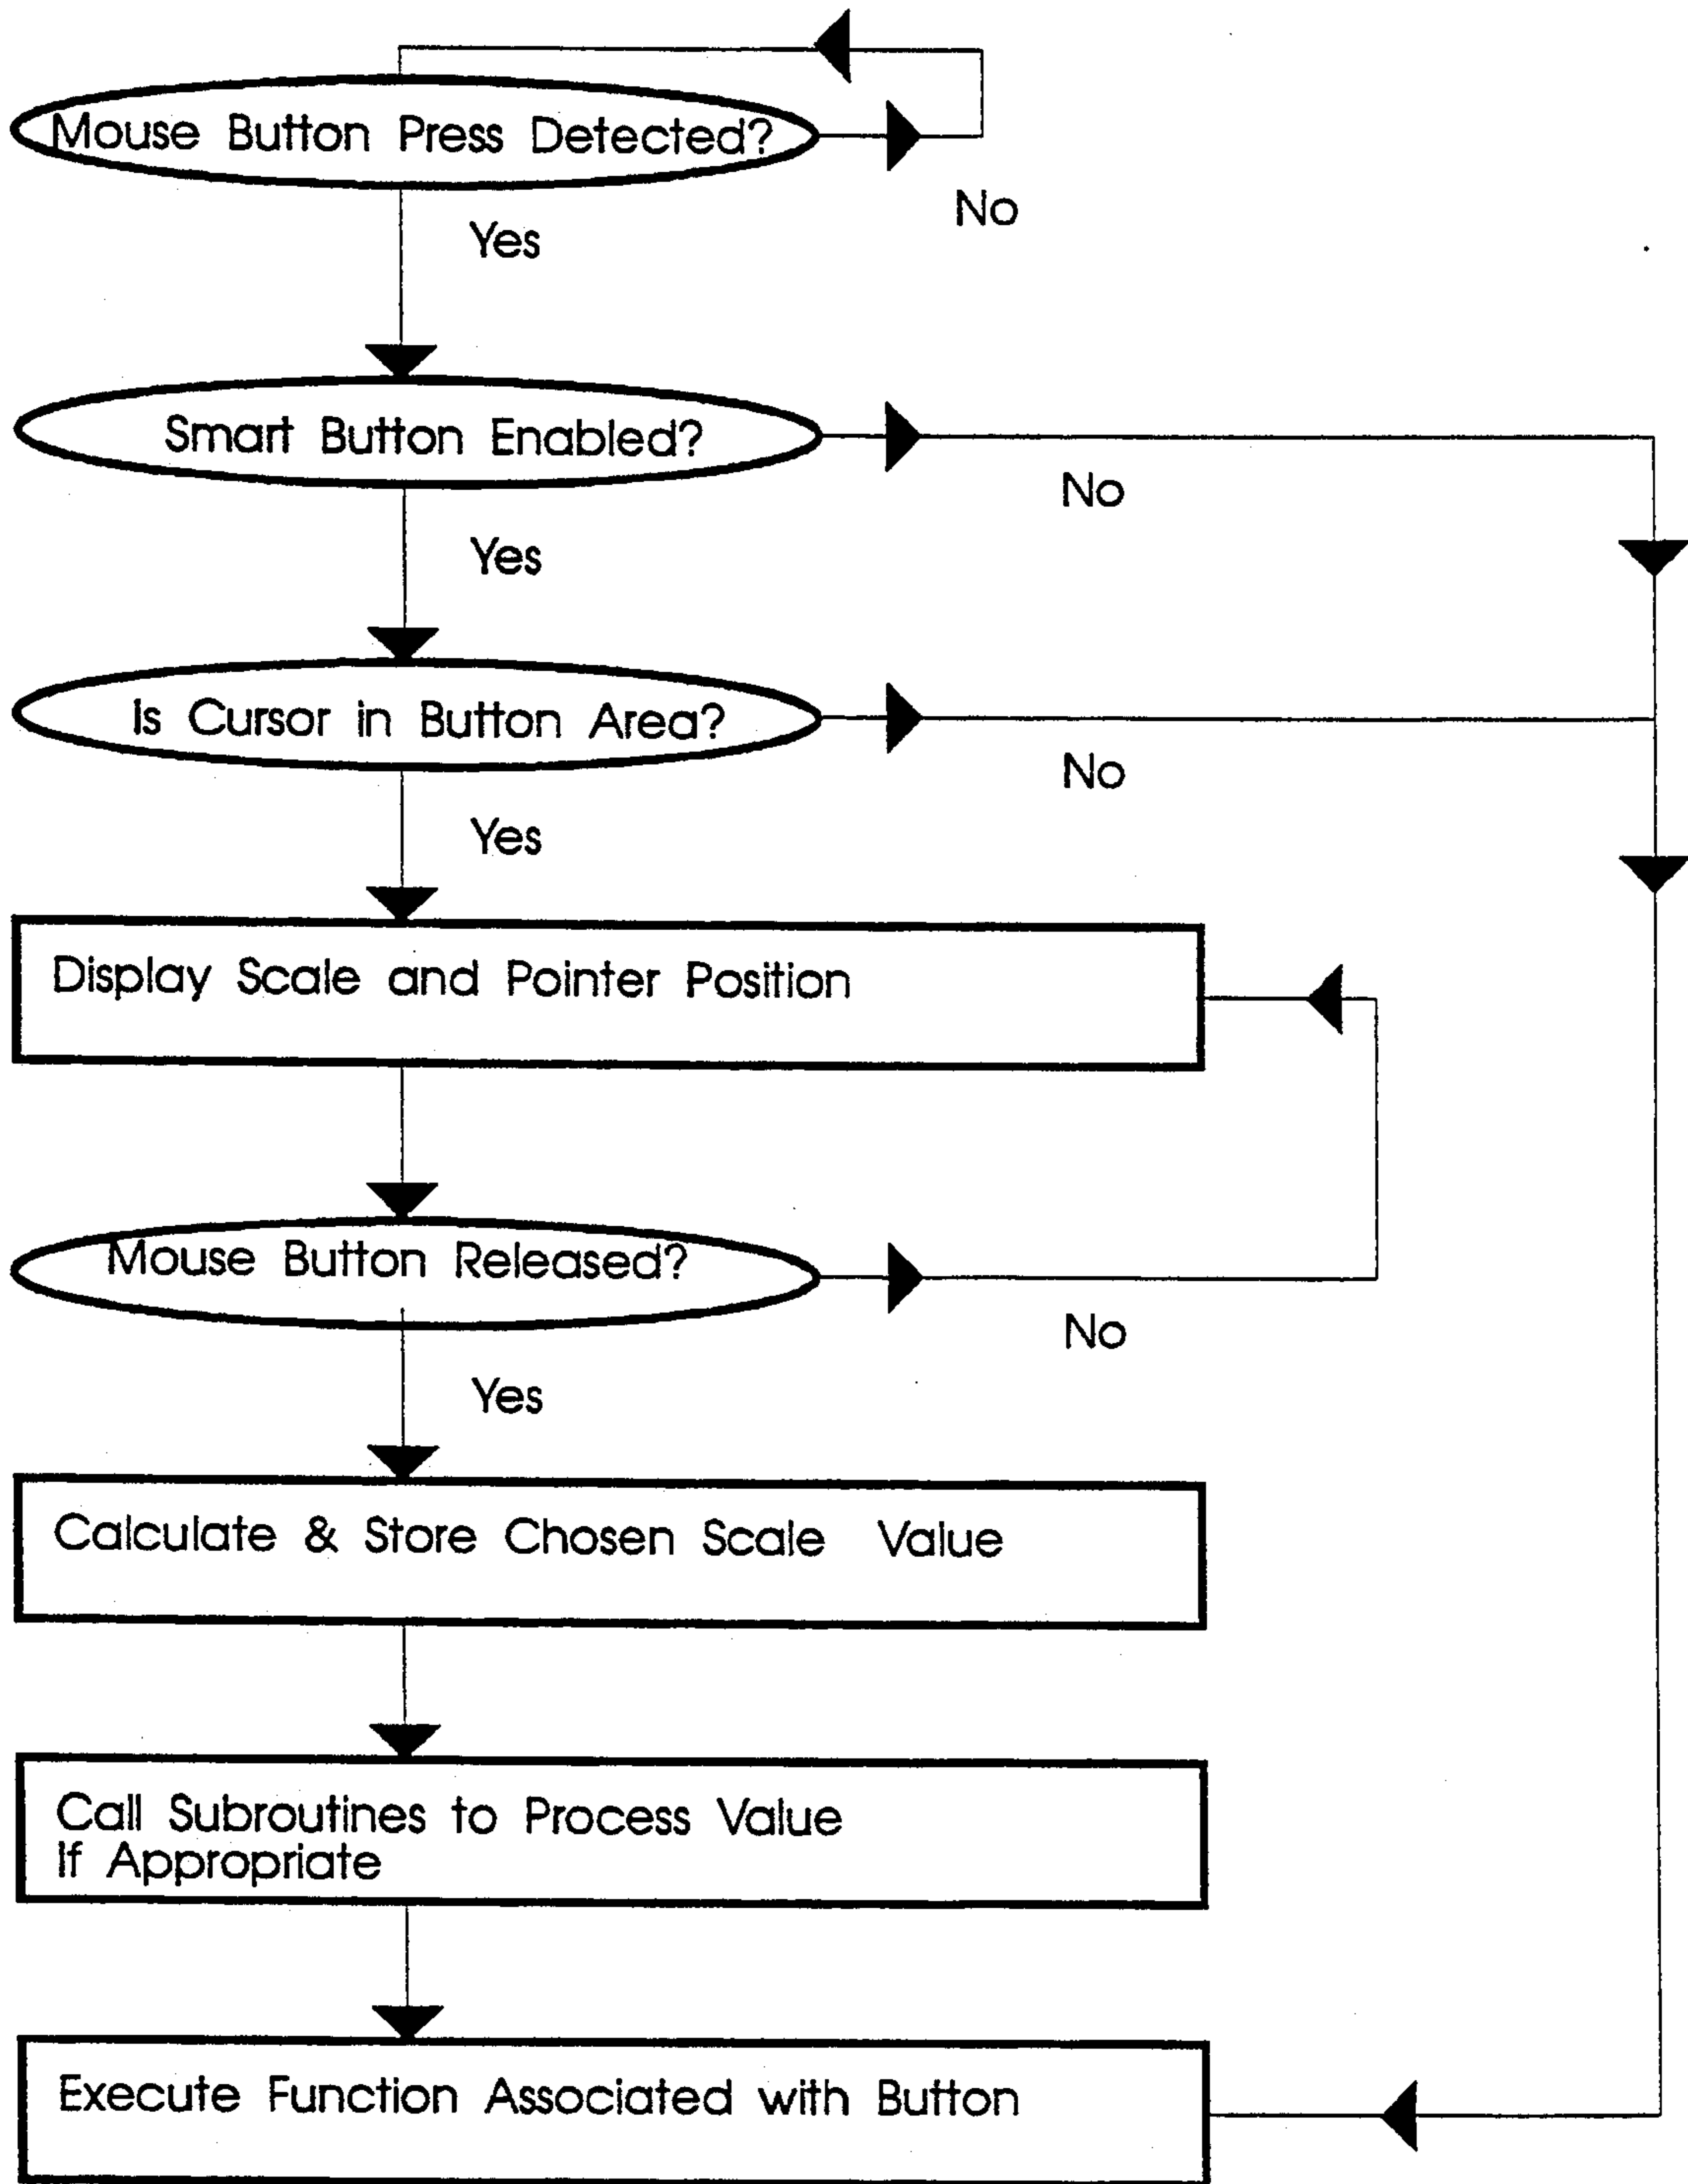 Mouse Button Press Detected?
No
Yes
Smart Button Enabled?
No
Yes
Is Cursor in Button Area?
No
Yes
Display Scale and Pointer Position
Mouse Button Released?
No
Yes
Calculate & Store Chosen Scale Value
Call Subroutines to Process Value
If Appropriate
Execute Function Associated with Button